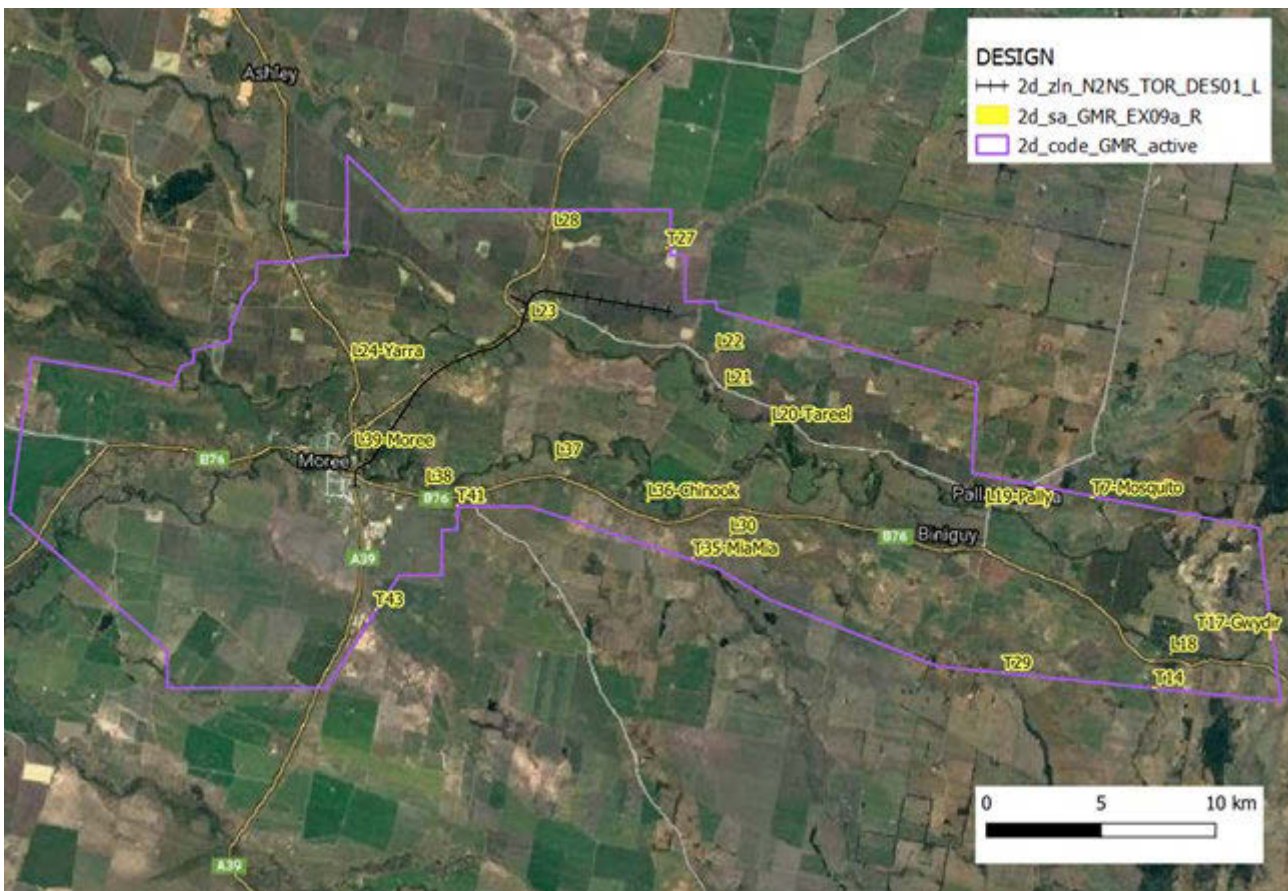 DESIGN
2d_zln_N2NS_TOR_DES01_L
2d_sa_GMR_EX09a_R
2d_code_GMR_active
Ashley
L28
T27
L23
L22
L24-Yarra
L21
L20-Tareel
L39-Moree
Moree
B76
L37
L38
B76
T41
L36-Chinook
L19-Pally
T7-Mosquito
L30
B76
Biniguy
T35-MiaMia
A39
T43
T17-Gwydir
L18
T29
T14
0 5 10 km
A39